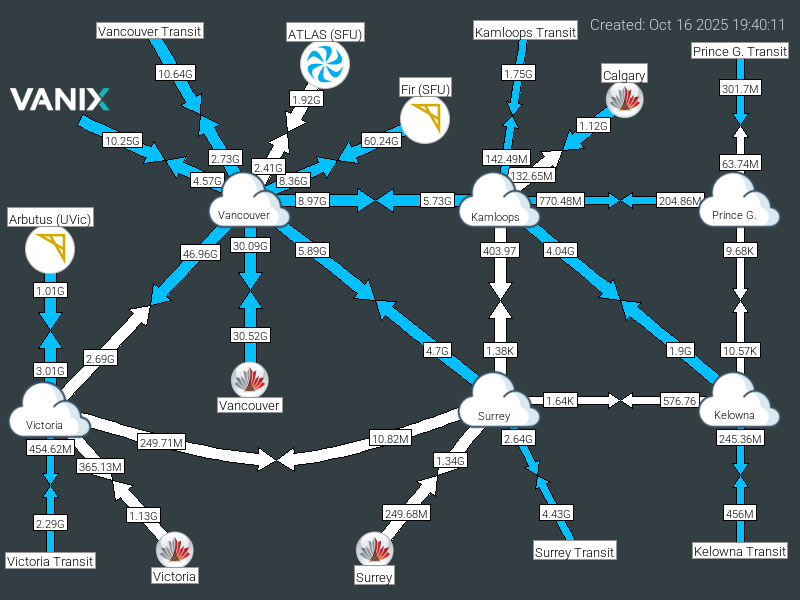 Created: Oct 16 2025 19:40:11
Vancouver Transit
ATLAS (SFU)
Kamloops Transit
Prince G. Transit
10.64G
1.75G
Calgary
301.7M
VANIX
1.92G
Fir (SFU)
1.12G
10.25G
60.24G
2.73G
2.41G
142.49M
63.74M
4.57G
8.36G
132.65M
8.97G
5.73G
770.48M
204.86M
Arbutus (UVic)
Vancouver
Kamloops
Prince G.
46.96G
30.09G
5.89G
403.97
4.04G
9.68K
1.01G
30.52G
4.7G
1.38K
1.9G
10.57K
2.69G
3.01G
Vancouver
1.64K
576.76
Victoria
Surrey
Kelowna
454.62M
249.71M
10.82M
2.64G
245.36M
365.13M
1.34G
2.29G
1.13G
249.68M
4.43G
456M
Victoria Transit
Victoria
Surrey
Surrey Transit
Kelowna Transit